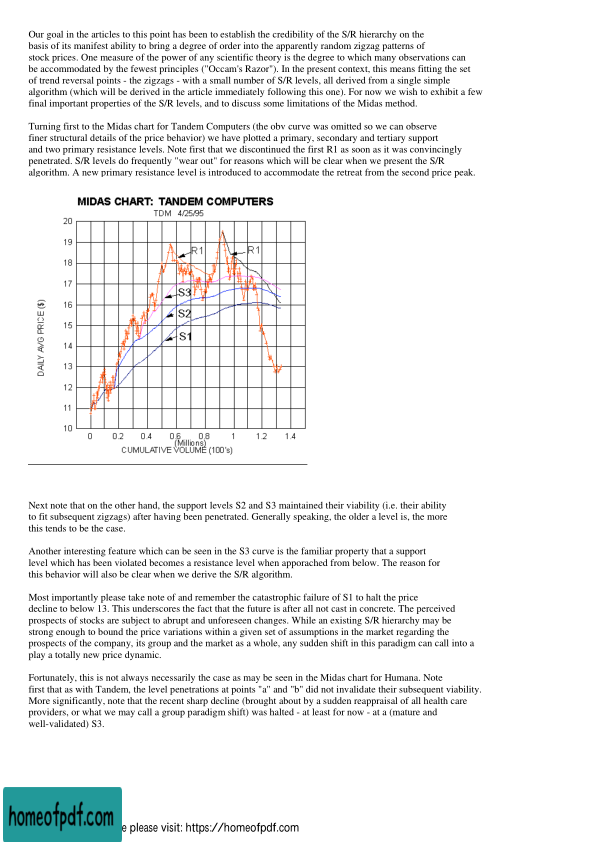 Our goal in the articles to this point has been to establish the credibility of the S/R hierarchy on the
basis of its manifest ability to bring a degree of order into the apparently random zigzag patterns of
stock prices. One measure of the power of any scientific theory is the degree to which many observations can
be accommodated by the fewest principles ("Occam's Razor"). In the present context, this means fitting the set
of trend reversal points - the zigzags - with a small number of S/R levels, all derived from a single simple
algorithm (which will be derived in the article immediately following this one). For now we wish to exhibit a few
final important properties of the S/R levels, and to discuss some limitations of the Midas method.
Turning first to the Midas chart for Tandem Computers (the obv curve was omitted so we can observe
finer structural details of the price behavior) we have plotted a primary, secondary and tertiary support
and two primary resistance levels. Note first that we discontinued the first R1 as soon as it was convincingly
penetrated. S/R levels do frequently "wear out" for reasons which will be clear when we present the S/R
algorithm. A new primary resistance level is introduced to accommodate the retreat from the second price peak.
MIDAS CHART: TANDEM COMPUTERS
TDM 4/25/95
20
19
18
17
16
15
14
13
12
11
10
DAILY AVG PRICE ($)
R1
R1
S3
S2
S1
0 0.2 0.4 0.6 0.8 1 1.2 1.4
(Millions)
CUMULATIVE VOLUME (100's)
Next note that on the other hand, the support levels S2 and S3 maintained their viability (i.e. their ability
to fit subsequent zigzags) after having been penetrated. Generally speaking, the older a level is, the more
this tends to be the case.
Another interesting feature which can be seen in the S3 curve is the familiar property that a support
level which has been violated becomes a resistance level when apporached from below. The reason for
this behavior will also be clear when we derive the S/R algorithm.
Most importantly please take note of and remember the catastrophic failure of S1 to halt the price
decline to below 13. This underscores the fact that the future is after all not cast in concrete. The perceived
prospects of stocks are subject to abrupt and unforeseen changes. While an existing S/R hierarchy may be
strong enough to bound the price variations within a given set of assumptions in the market regarding the
prospects of the company, its group and the market as a whole, any sudden shift in this paradigm can call into a
play a totally new price dynamic.
Fortunately, this is not always necessarily the case as may be seen in the Midas chart for Humana. Note
first that as with Tandem, the level penetrations at points "a" and "b" did not invalidate their subsequent viability.
More significantly, note that the recent sharp decline (brought about by a sudden reappraisal of all health care
providers, or what we may call a group paradigm shift) was halted - at least for now - at a (mature and
well-validated) S3.
homeofpdf.com
e please visit: https://homeofpdf.com